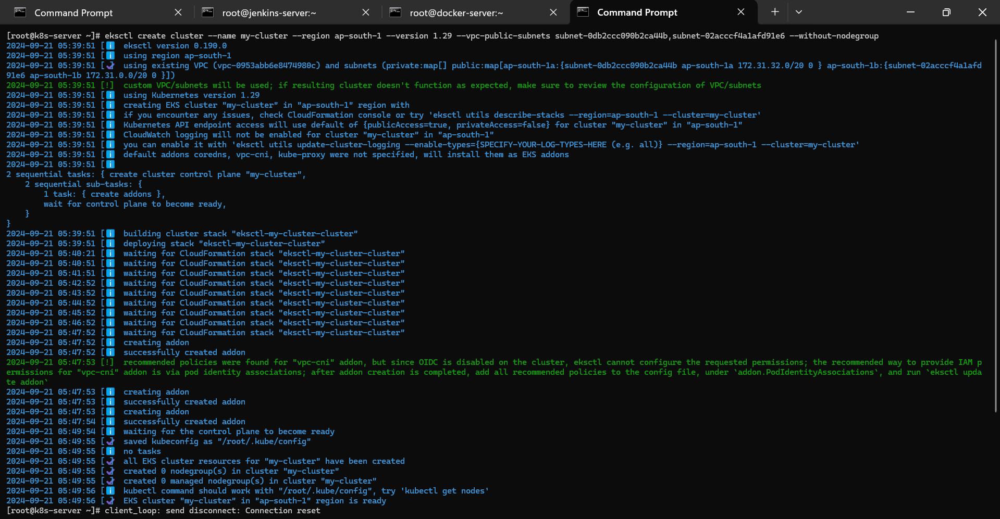 Command Prompt
root@jenkins-server:~
root@docker-server:~
Command Prompt
[root@k8s-server ~]# eksctl create cluster --name my-cluster --region ap-south-1 --version 1.29 --vpc-public-subnets subnet-0db2ccc090b2ca44b,subnet-02acccf4a1afd91e6 --without-nodegroup
2024-09-21 05:39:51 [ℹ]  eksctl version 0.190.0
2024-09-21 05:39:51 [ℹ]  using region ap-south-1
2024-09-21 05:39:51 [✔]  using existing VPC (vpc-0953abb6e8474980c) and subnets (private:map[] public:map[ap-south-1a:{subnet-0db2ccc090b2ca44b ap-south-1a 172.31.32.0/20 0 } ap-south-1b:{subnet-02acccf4a1afd
91e6 ap-south-1b 172.31.0.0/20 0 }])
2024-09-21 05:39:51 [!]  custom VPC/subnets will be used; if resulting cluster doesn't function as expected, make sure to review the configuration of VPC/subnets
2024-09-21 05:39:51 [ℹ]  using Kubernetes version 1.29
2024-09-21 05:39:51 [ℹ]  creating EKS cluster "my-cluster" in "ap-south-1" region with
2024-09-21 05:39:51 [ℹ]  if you encounter any issues, check CloudFormation console or try 'eksctl utils describe-stacks --region=ap-south-1 --cluster=my-cluster'
2024-09-21 05:39:51 [ℹ]  Kubernetes API endpoint access will use default of {publicAccess=true, privateAccess=false} for cluster "my-cluster" in "ap-south-1"
2024-09-21 05:39:51 [ℹ]  CloudWatch logging will not be enabled for cluster "my-cluster" in "ap-south-1"
2024-09-21 05:39:51 [ℹ]  you can enable it with 'eksctl utils update-cluster-logging --enable-types={SPECIFY-YOUR-LOG-TYPES-HERE (e.g. all)} --region=ap-south-1 --cluster=my-cluster'
2024-09-21 05:39:51 [ℹ]  default addons coredns, vpc-cni, kube-proxy were not specified, will install them as EKS addons
2024-09-21 05:39:51 [ℹ]
2 sequential tasks: { create cluster control plane "my-cluster",
    2 sequential sub-tasks: {
        1 task: { create addons },
        wait for control plane to become ready,
    }
}
2024-09-21 05:39:51 [ℹ]  building cluster stack "eksctl-my-cluster-cluster"
2024-09-21 05:39:51 [ℹ]  deploying stack "eksctl-my-cluster-cluster"
2024-09-21 05:40:21 [ℹ]  waiting for CloudFormation stack "eksctl-my-cluster-cluster"
2024-09-21 05:40:51 [ℹ]  waiting for CloudFormation stack "eksctl-my-cluster-cluster"
2024-09-21 05:41:51 [ℹ]  waiting for CloudFormation stack "eksctl-my-cluster-cluster"
2024-09-21 05:42:52 [ℹ]  waiting for CloudFormation stack "eksctl-my-cluster-cluster"
2024-09-21 05:43:52 [ℹ]  waiting for CloudFormation stack "eksctl-my-cluster-cluster"
2024-09-21 05:44:52 [ℹ]  waiting for CloudFormation stack "eksctl-my-cluster-cluster"
2024-09-21 05:45:52 [ℹ]  waiting for CloudFormation stack "eksctl-my-cluster-cluster"
2024-09-21 05:46:52 [ℹ]  waiting for CloudFormation stack "eksctl-my-cluster-cluster"
2024-09-21 05:47:52 [ℹ]  waiting for CloudFormation stack "eksctl-my-cluster-cluster"
2024-09-21 05:47:52 [ℹ]  creating addon
2024-09-21 05:47:52 [ℹ]  successfully created addon
2024-09-21 05:47:53 [!]  recommended policies were found for "vpc-cni" addon, but since OIDC is disabled on the cluster, eksctl cannot configure the requested permissions; the recommended way to provide IAM p
ermissions for "vpc-cni" addon is via pod identity associations; after addon creation is completed, add all recommended policies to the config file, under `addon.PodIdentityAssociations`, and run `eksctl upda
te addon`
2024-09-21 05:47:53 [ℹ]  creating addon
2024-09-21 05:47:53 [ℹ]  successfully created addon
2024-09-21 05:47:53 [ℹ]  creating addon
2024-09-21 05:47:54 [ℹ]  successfully created addon
2024-09-21 05:49:54 [ℹ]  waiting for the control plane to become ready
2024-09-21 05:49:55 [✔]  saved kubeconfig as "/root/.kube/config"
2024-09-21 05:49:55 [ℹ]  no tasks
2024-09-21 05:49:55 [✔]  all EKS cluster resources for "my-cluster" have been created
2024-09-21 05:49:55 [✔]  created 0 nodegroup(s) in cluster "my-cluster"
2024-09-21 05:49:55 [✔]  created 0 managed nodegroup(s) in cluster "my-cluster"
2024-09-21 05:49:56 [ℹ]  kubectl command should work with "/root/.kube/config", try 'kubectl get nodes'
2024-09-21 05:49:56 [✔]  EKS cluster "my-cluster" in "ap-south-1" region is ready
[root@k8s-server ~]# client_loop: send disconnect: Connection reset